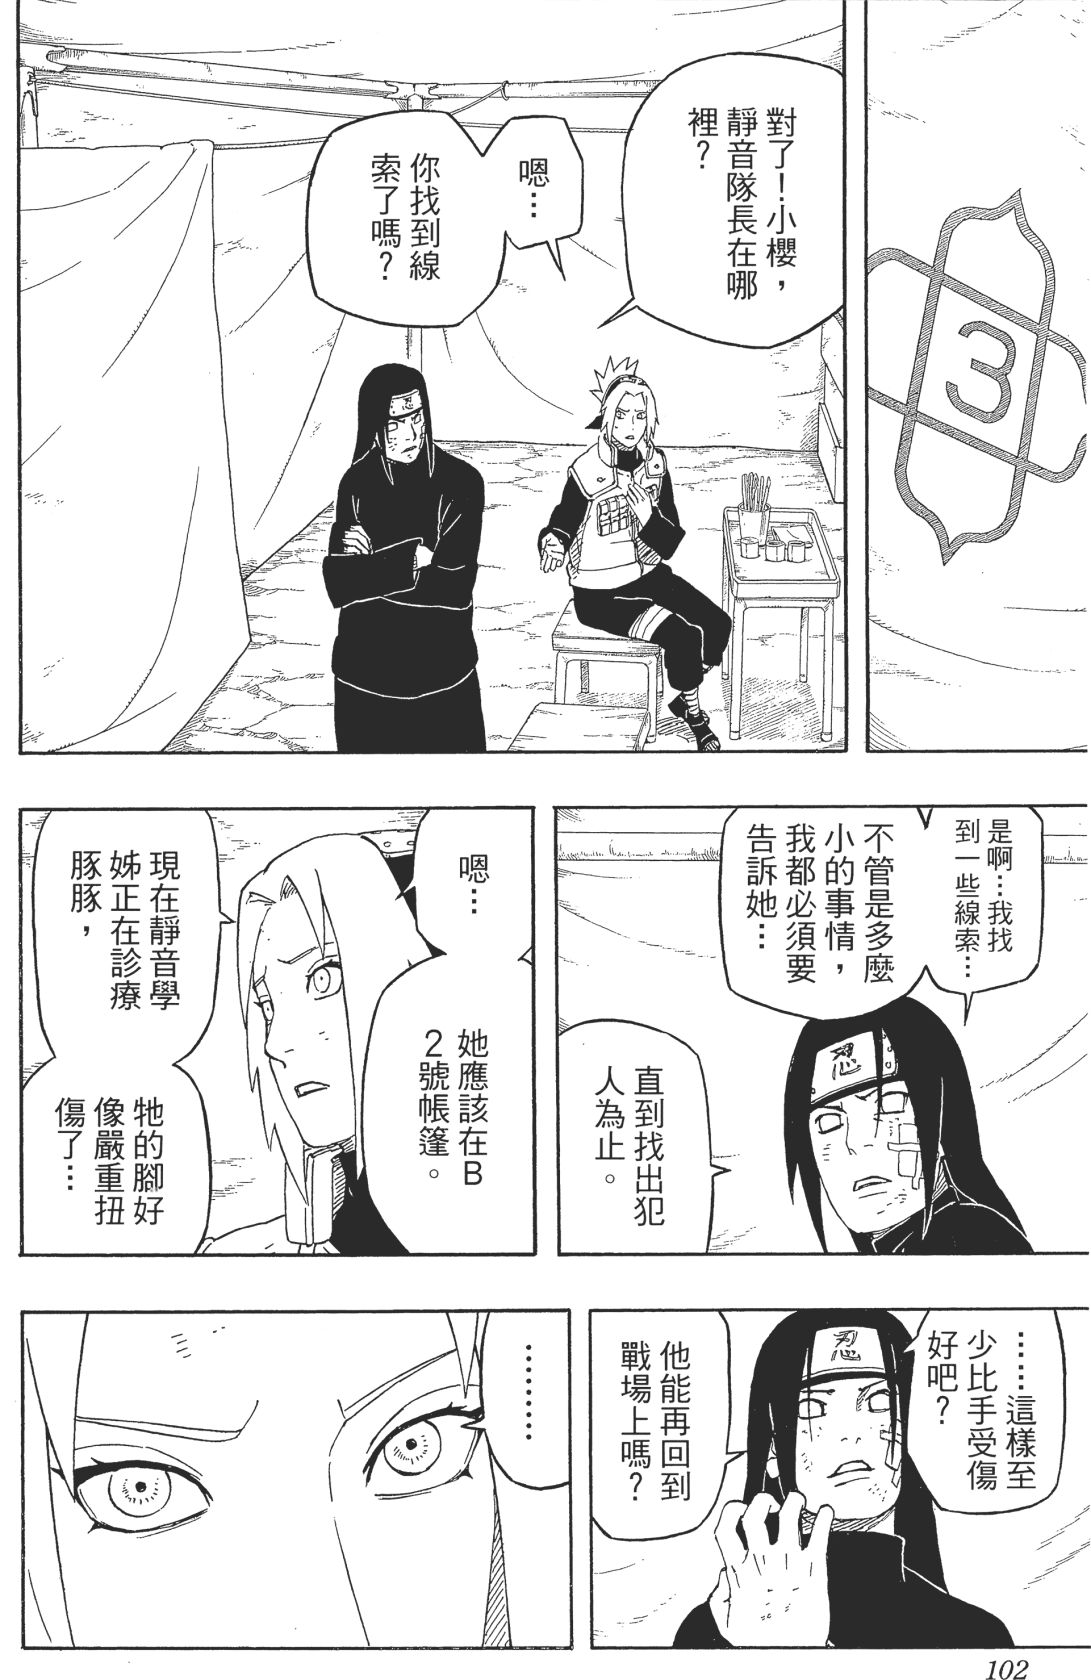 3
對了！小櫻，
靜音隊長在哪
裡？
嗯…
你找到線
索了嗎？
是啊…我找
到一些線索…
不管是多麼
小的事情，
我都必須要
告訴她…
直到找出犯
人為止。
嗯…
她應該在B
2號帳篷。
現在靜音學
姊正在診療
豚豚，
牠的腳好
像嚴重扭
傷了…
忍
……這樣至
少比手受傷
好吧？
他能再回到
戰場上嗎？
忍
………
102